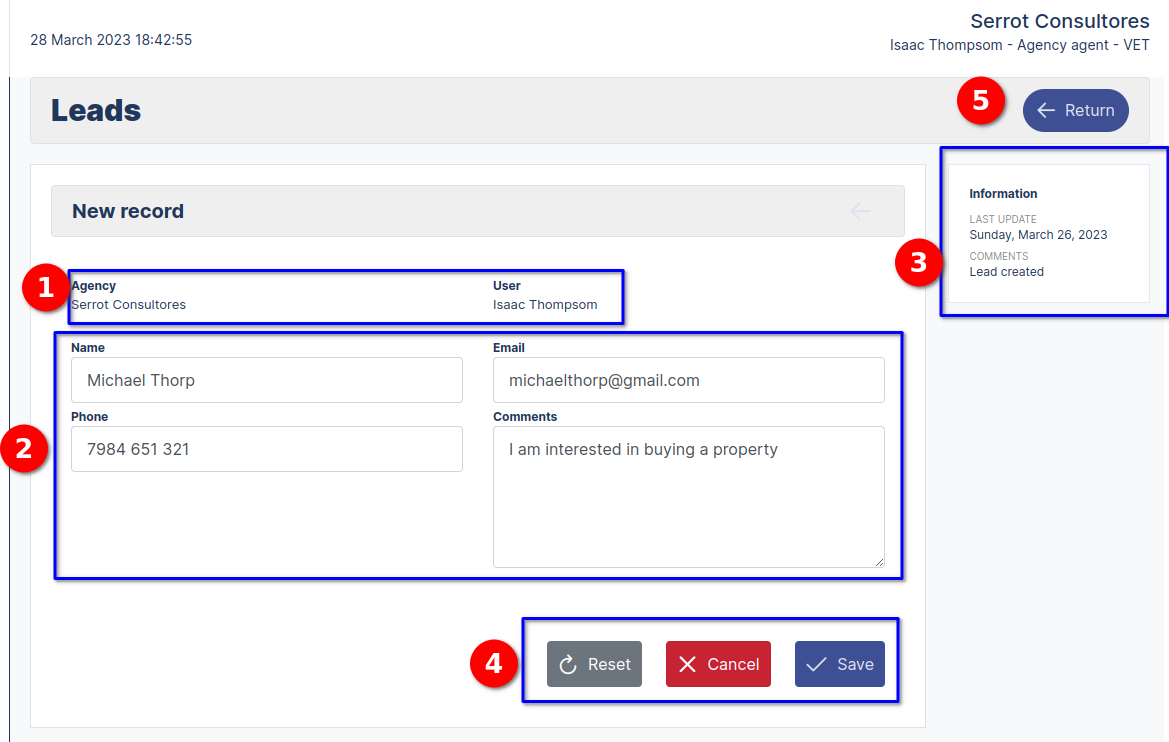 Serrot Consultores
28 March 2023 18:42:55
Isaac Thompsom - Agency agent - VET
Leads
5
Return
New record
1
Agency
Serrot Consultores
User
Isaac Thompsom
3
Information
LAST UPDATE
Sunday, March 26, 2023
COMMENTS
Lead created
2
Name
Michael Thorp
Email
michaelthorp@gmail.com
Phone
7984 651 321
Comments
I am interested in buying a property
4
Reset
Cancel
Save